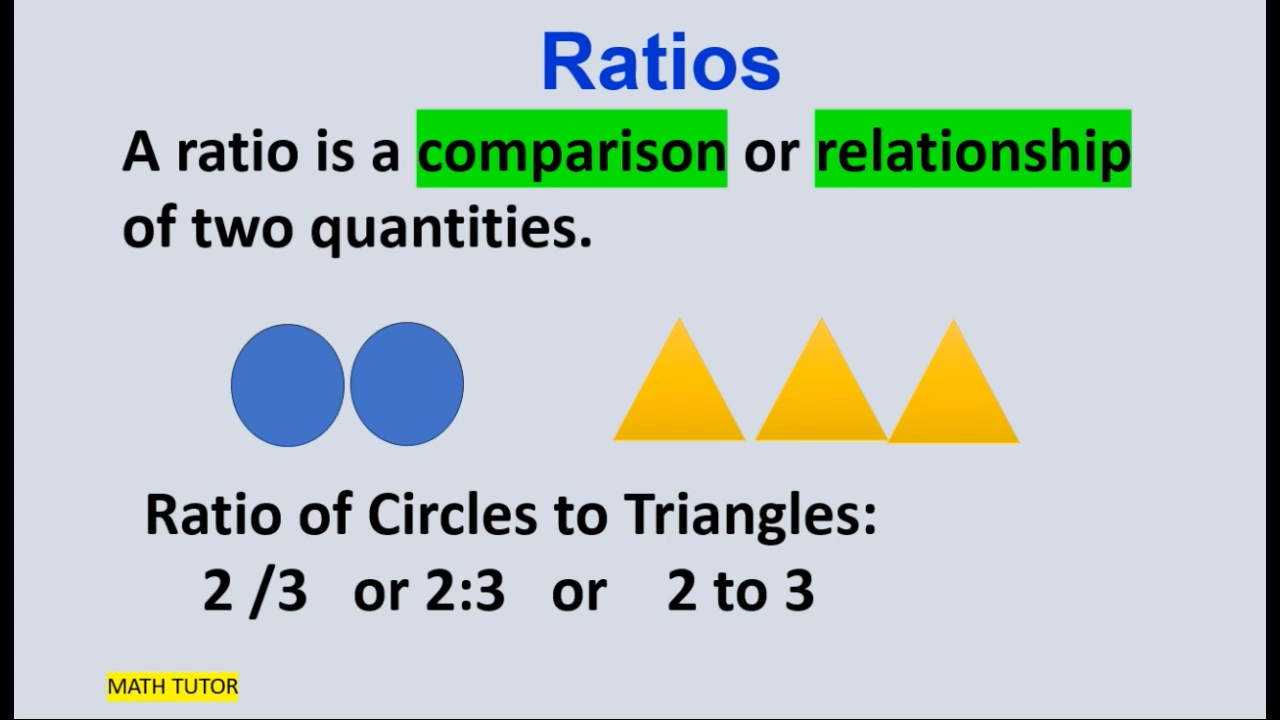 Ratios
A ratio is a comparison or relationship
of two quantities.
Ratio of Circles to Triangles:
2 /3 or 2:3 or 2 to 3
MATH TUTOR